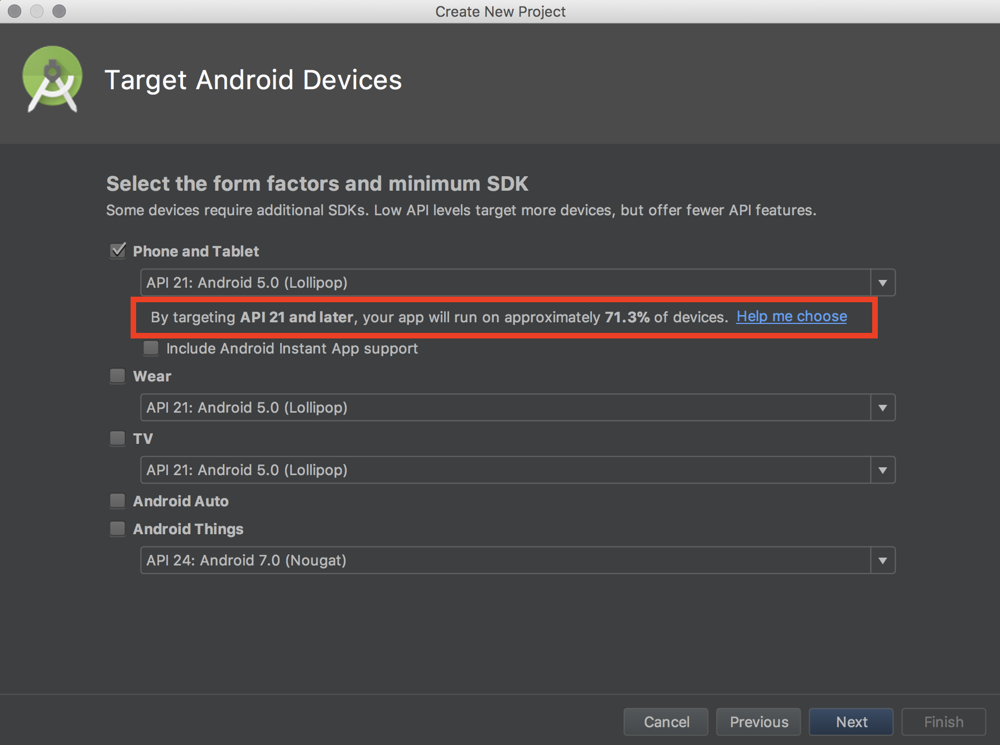 Create New Project
Target Android Devices
Select the form factors and minimum SDK
Some devices require additional SDKs. Low API levels target more devices, but offer fewer API features.
Phone and Tablet
API 21: Android 5.0 (Lollipop)
By targeting API 21 and later, your app will run on approximately 71.3% of devices. Help me choose
Include Android Instant App support
Wear
API 21: Android 5.0 (Lollipop)
TV
API 21: Android 5.0 (Lollipop)
Android Auto
Android Things
API 24: Android 7.0 (Nougat)
Cancel Previous Next Finish